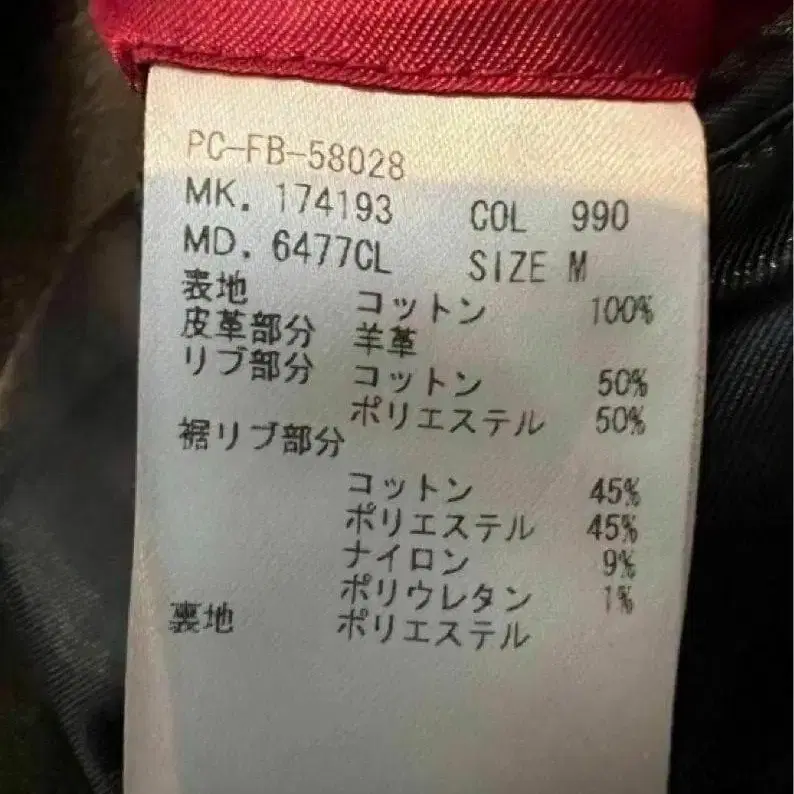 PC-FB-58028
MK. 174193 COL 990
MD. 6477CL SIZE M
表地 コットン 100%
皮革部分 羊革
リブ部分 コットン 50%
ポリエステル 50%
裾リブ部分
コットン 45%
ポリエステル 45%
ナイロン 9%
ポリウレタン 1%
裏地 ポリエステル